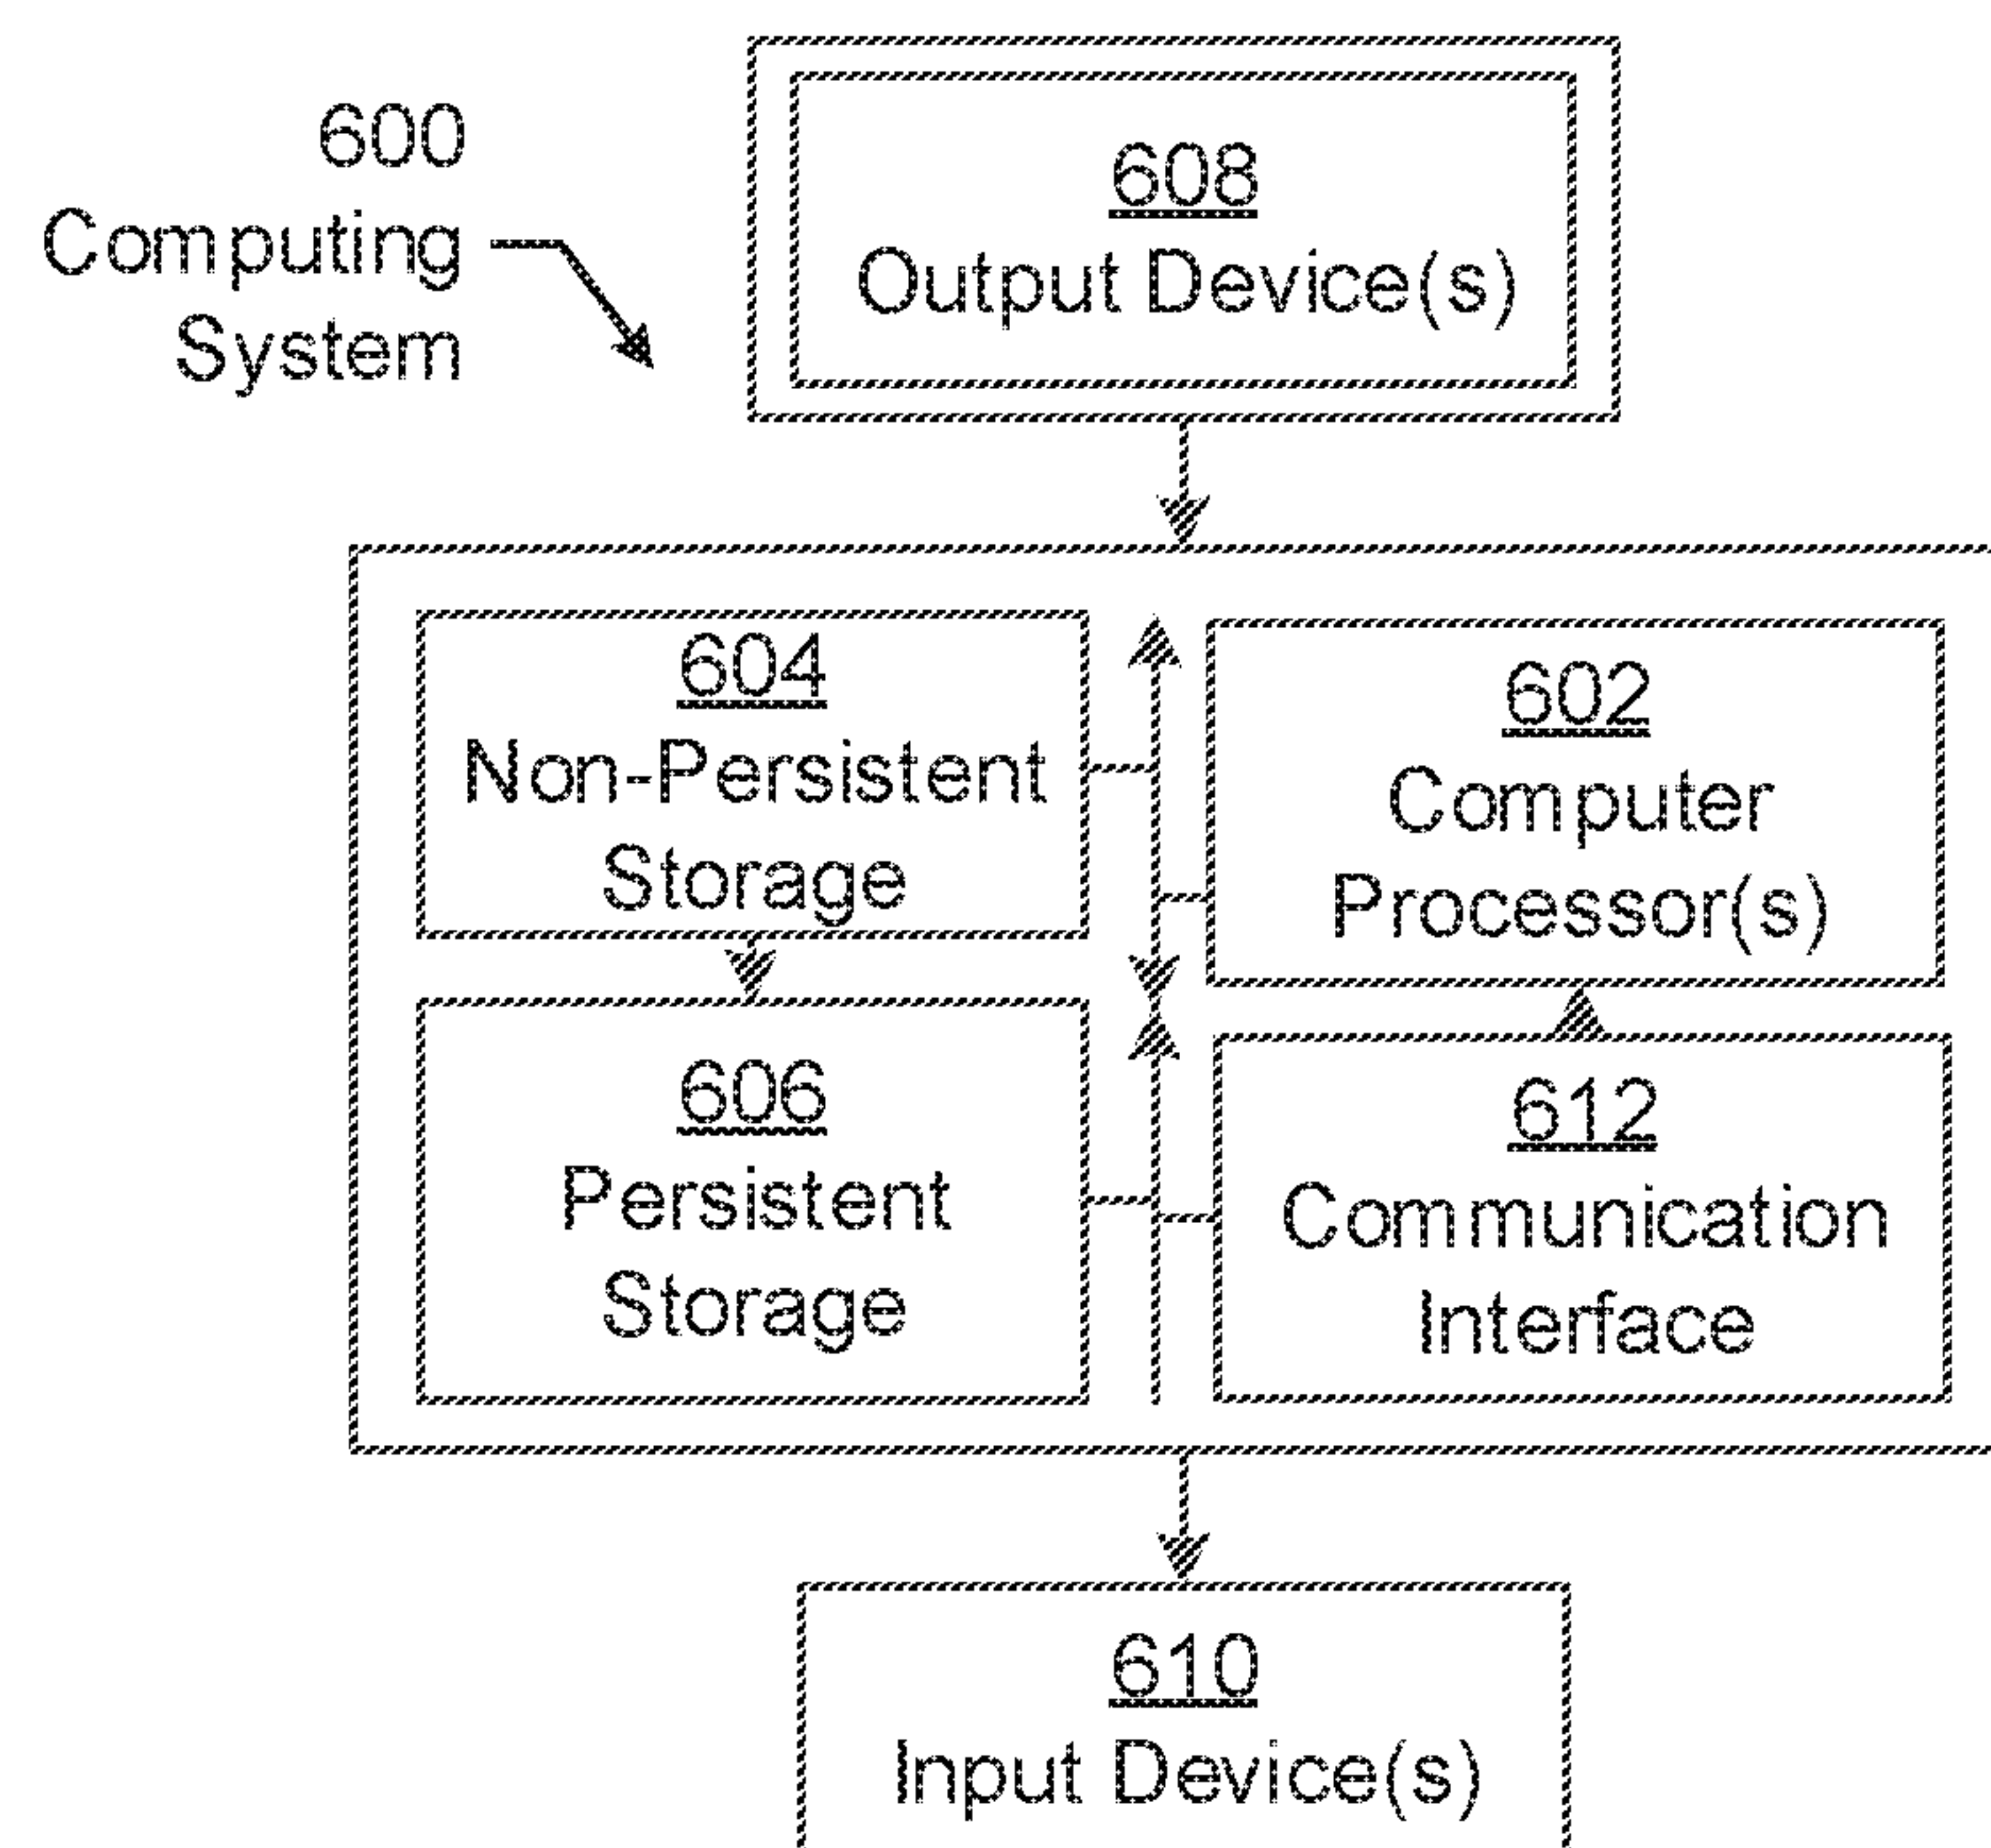 600
Computing
System
608
Output Device(s)
604
Non-Persistent
Storage
602
Computer
Processor(s)
606
Persistent
Storage
612
Communication
Interface
610
Input Device(s)